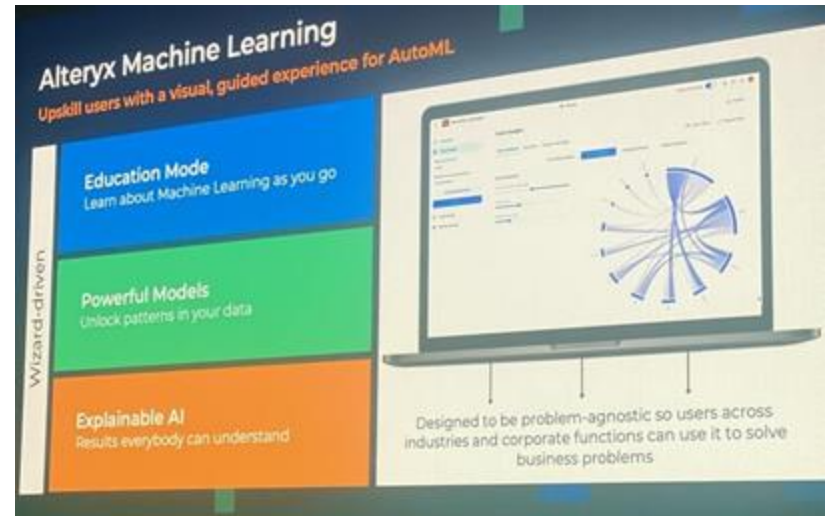 Alteryx Machine Learning
Upskill users with a visual, guided experience for AutoML
Wizard-driven
Education Mode
Learn about Machine Learning as you go
Powerful Models
Unlock patterns in your data
Explainable AI
Results everybody can understand
Designed to be problem-agnostic so users across
industries and corporate functions can use it to solve
business problems